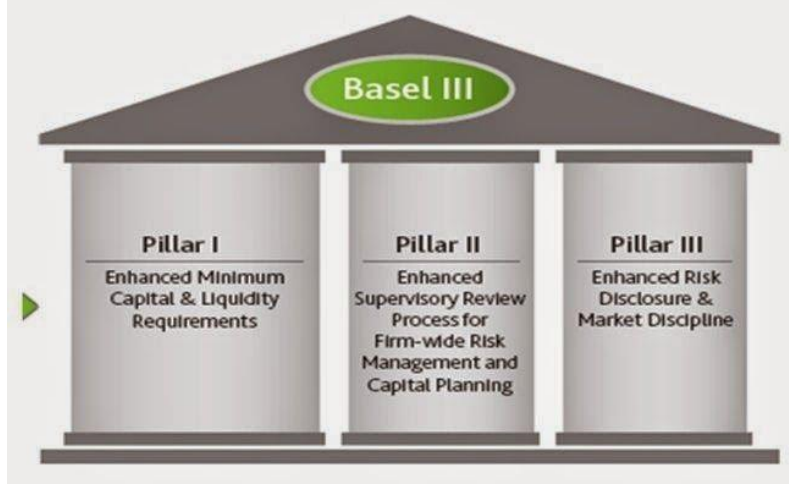 Basel III
Pillar I
Enhanced Minimum
Capital & Liquidity
Requirements
Pillar II
Enhanced
Supervisory Review
Process for
Firm-wide Risk
Management and
Capital Planning
Pillar III
Enhanced Risk
Disclosure &
Market Discipline